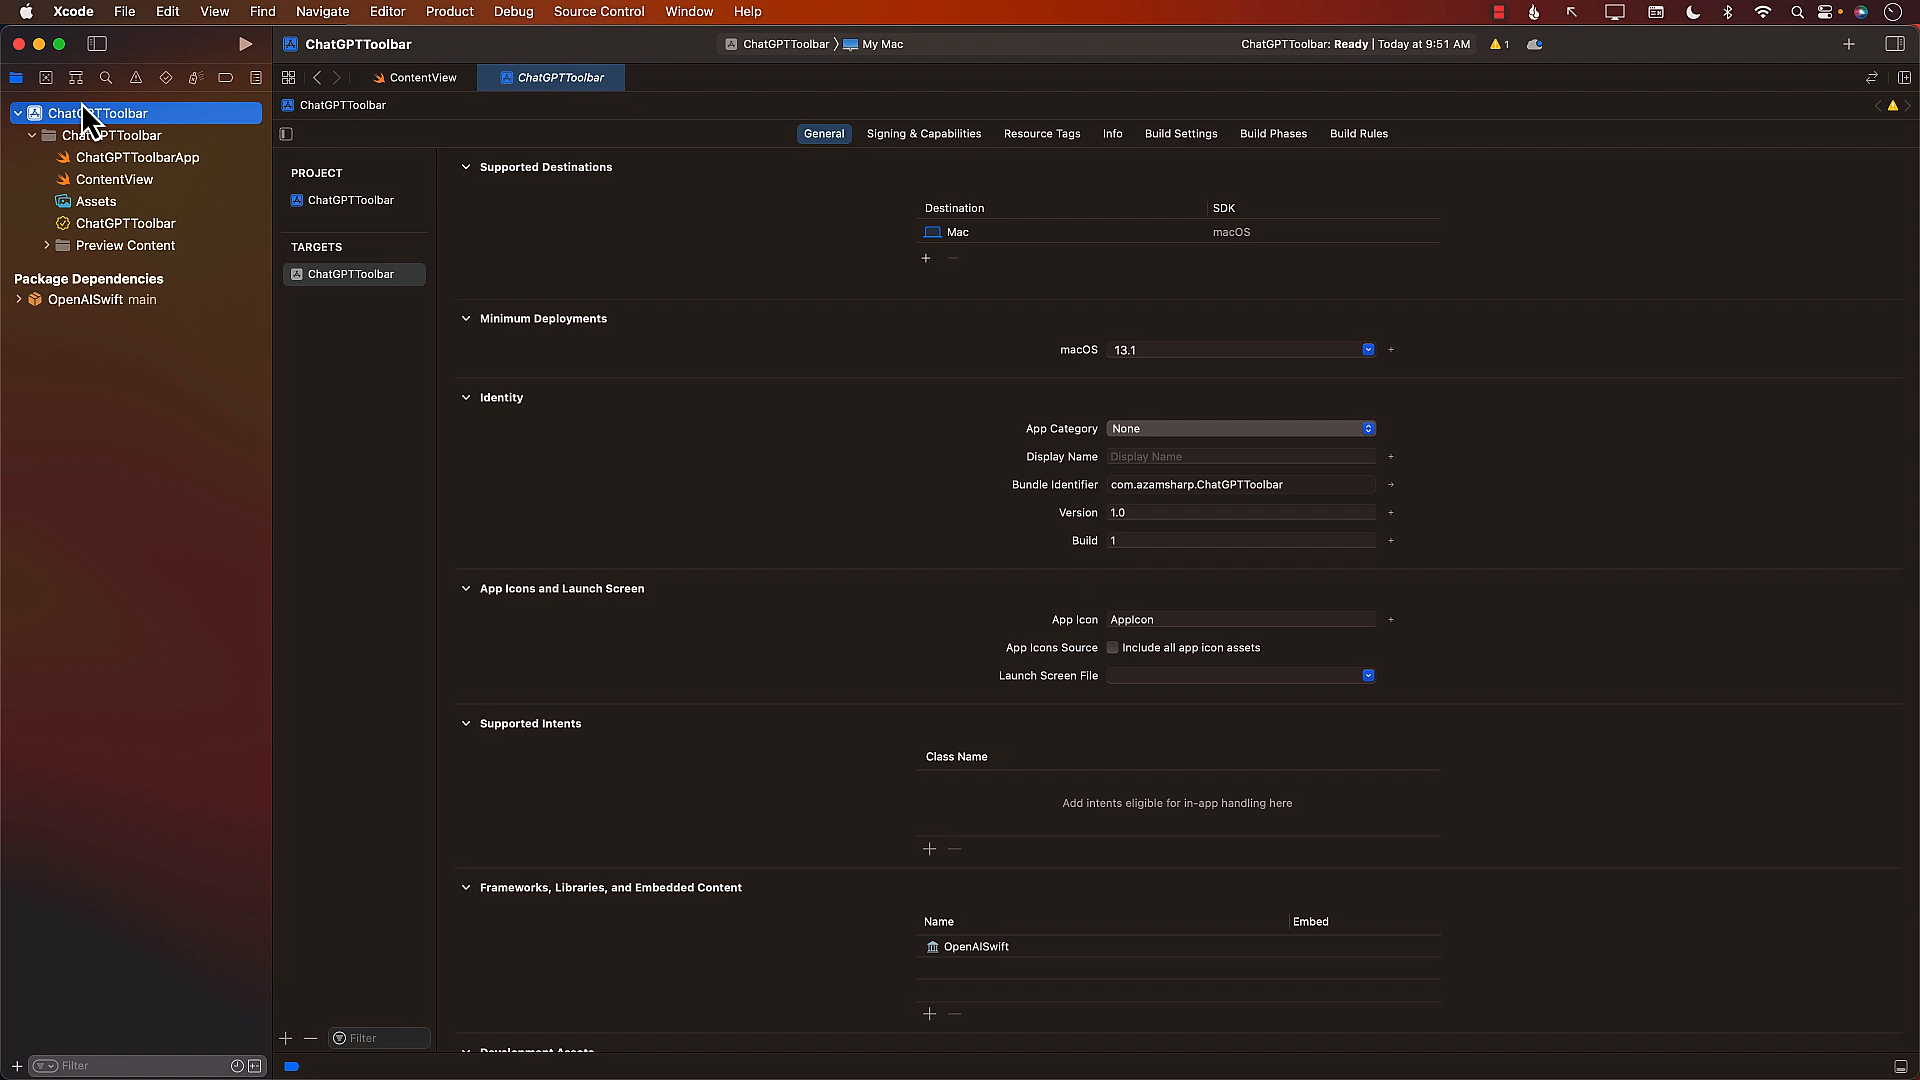 Xcode File Edit View Find Navigate Editor Product Debug Source Control Window Help
ChatGPTToolbar
ChatGPTToolbar My Mac
ChatGPTToolbar: Ready | Today at 9:51 AM
1
ContentView
ChatGPTToolbar
ChatGPTToolbar
General Signing & Capabilities Resource Tags Info Build Settings Build Phases Build Rules
ChatGPTToolbar
ChatGPTToolbar
ChatGPTToolbarApp
ContentView
Assets
ChatGPTToolbar
Preview Content
Package Dependencies
OpenAISwift main
Filter
PROJECT
ChatGPTToolbar
TARGETS
ChatGPTToolbar
Filter
Supported Destinations
Destination SDK
Mac macOS
Minimum Deployments
macOS 13.1
Identity
App Category None
Display Name Display Name
Bundle Identifier com.azamsharp.ChatGPTToolbar
Version 1.0
Build 1
App Icons and Launch Screen
App Icon AppIcon
App Icons Source Include all app icon assets
Launch Screen File
Supported Intents
Class Name
Add intents eligible for in-app handling here
Frameworks, Libraries, and Embedded Content
Name Embed
OpenAISwift
Development Assets